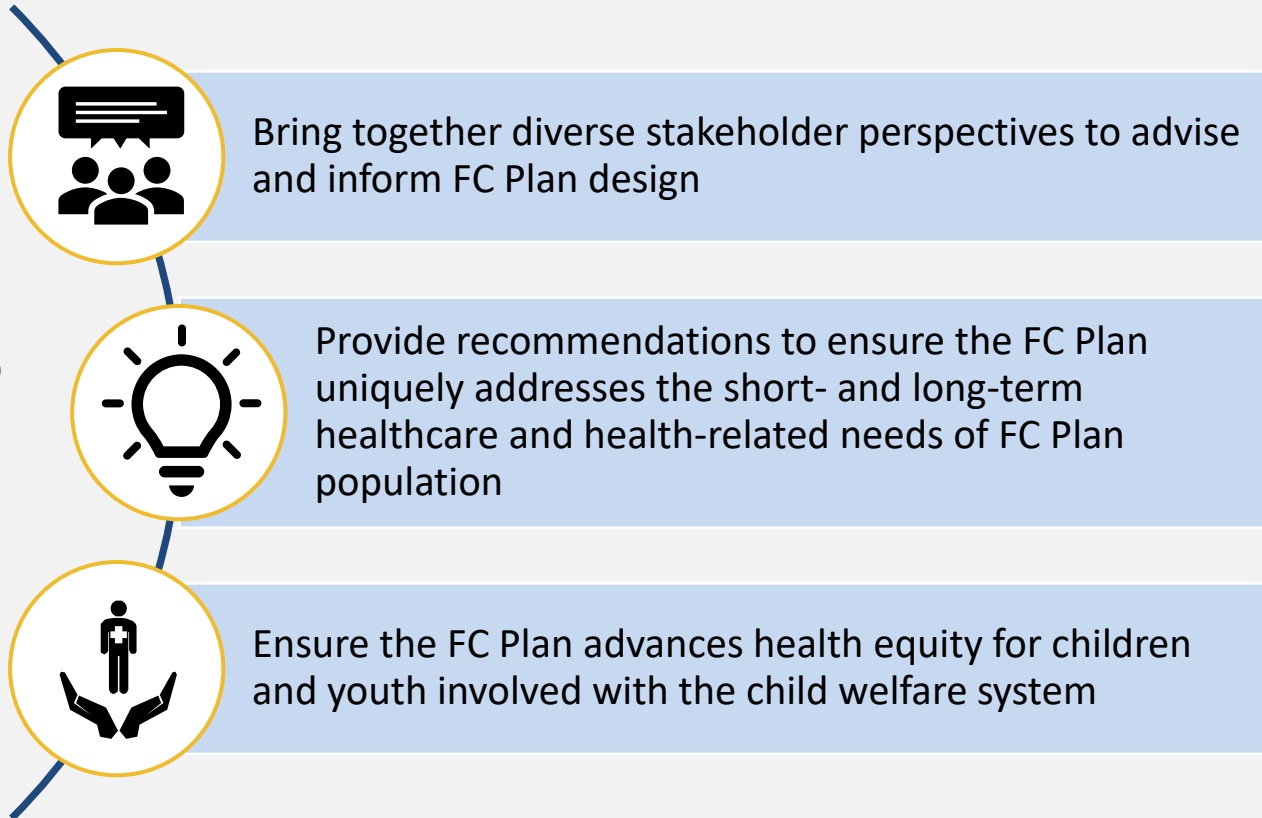 Bring together diverse stakeholder perspectives to advise
and inform FC Plan design
Provide recommendations to ensure the FC Plan
uniquely addresses the short- and long-term
healthcare and health-related needs of FC Plan
population
Ensure the FC Plan advances health equity for children
and youth involved with the child welfare system